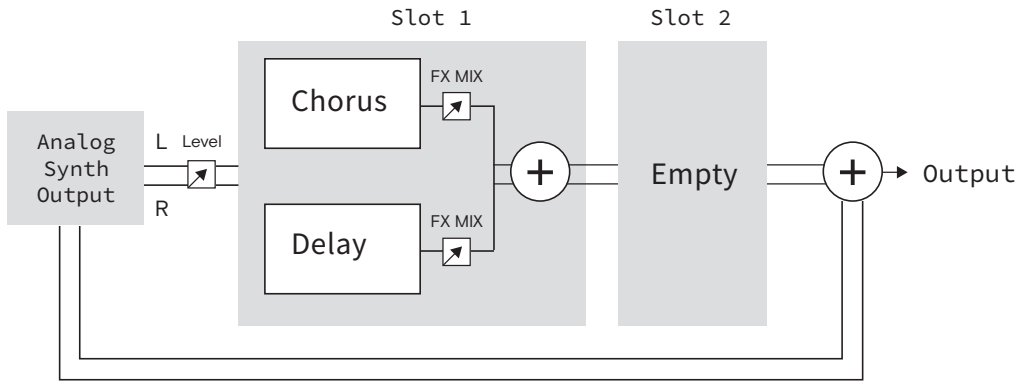 Slot 1
Slot 2
Chorus
FX MIX
Analog
Synth
Output
L
Level
R
+
Empty
+
Output
Delay
FX MIX